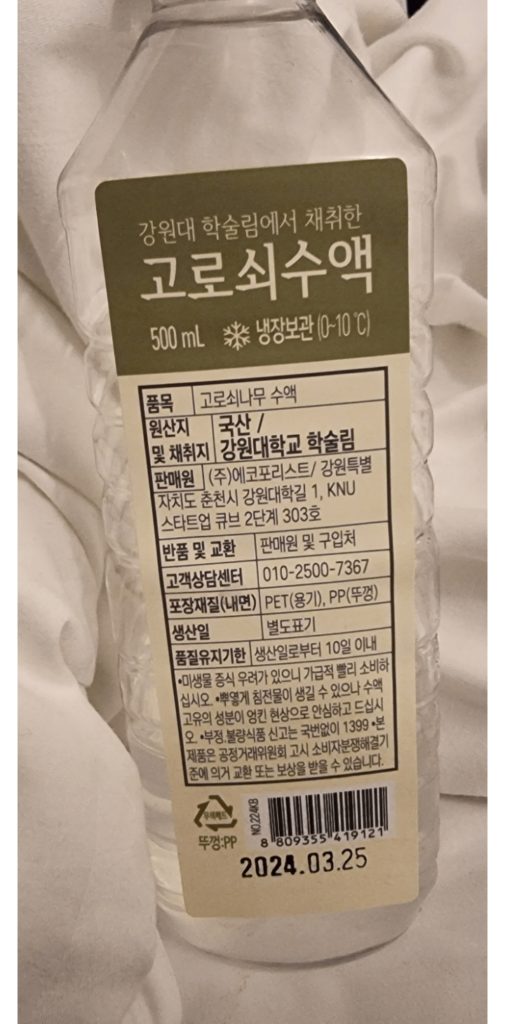 강원대 학술림에서 채취한
고로쇠수액
500 mL 냉장보관 (0~10 ℃)
품목 고로쇠나무 수액
원산지 및 채취지 국산 /
강원대학교 학술림
판매원 (주)에코포리스트/ 강원특별
자치도 춘천시 강원대학길 1, KNU
스타트업 큐브 2단계 303호
반품 및 교환 판매원 및 구입처
고객상담센터 010-2500-7367
포장재질(내면) PET(용기), PP(뚜껑)
생산일 별도표기
품질유지기한 생산일로부터 10일 이내
•미생물 증식 우려가 있으니 가급적 빨리 소비하
십시오. •뿌옇게 침전물이 생길 수 있으나 수액
고유의 성분이 엉킨 현상으로 안심하고 드십시
오. •부정.불량식품 신고는 국번없이 1399 •본
제품은 공정거래위원회 고시 소비자분쟁해결기
준에 의거 교환 또는 보상을 받을 수 있습니다.
무색페트
뚜껑:PP
NO.224KB
8 809355 419121
2024.03.25